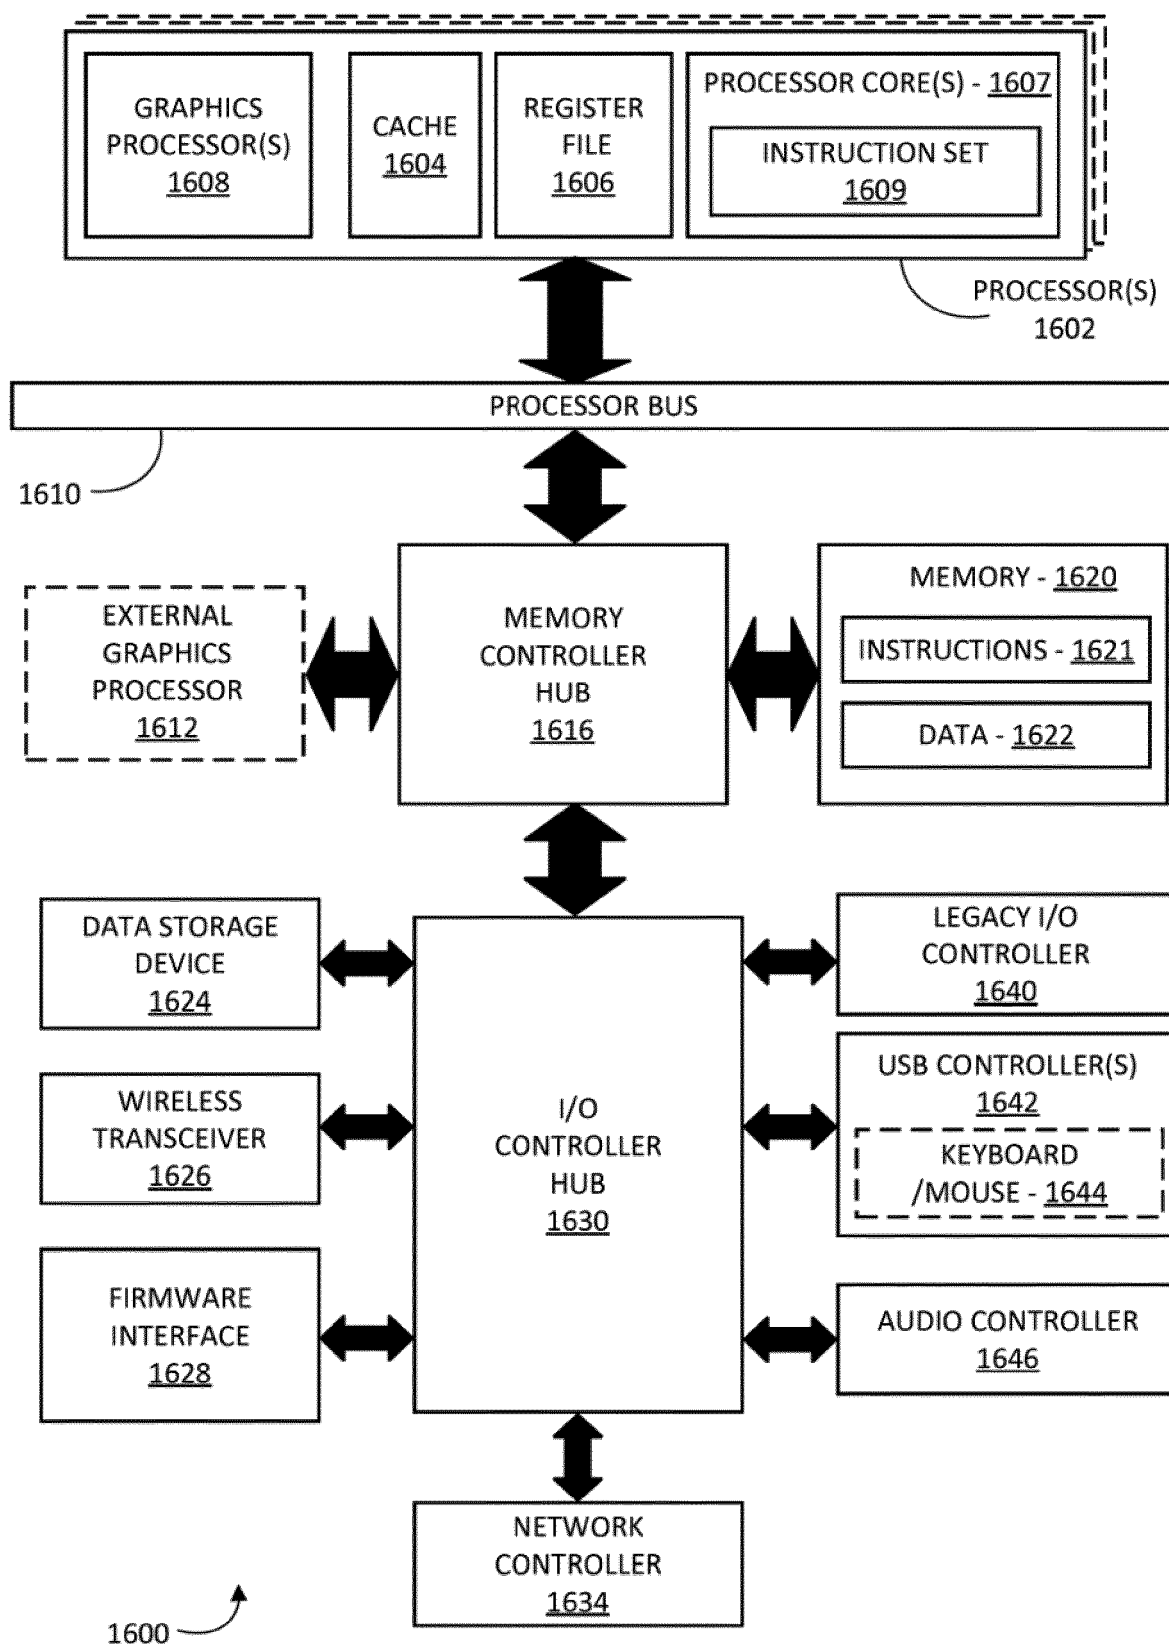 GRAPHICS
PROCESSOR(S)
1608
CACHE
1604
REGISTER
FILE
1606
PROCESSOR CORE(S) - 1607
INSTRUCTION SET
1609
PROCESSOR(S)
1602
PROCESSOR BUS
1610
EXTERNAL
GRAPHICS
PROCESSOR
1612
MEMORY
CONTROLLER
HUB
1616
MEMORY - 1620
INSTRUCTIONS - 1621
DATA - 1622
DATA STORAGE
DEVICE
1624
WIRELESS
TRANSCEIVER
1626
FIRMWARE
INTERFACE
1628
I/O
CONTROLLER
HUB
1630
LEGACY I/O
CONTROLLER
1640
USB CONTROLLER(S)
1642
KEYBOARD
/MOUSE - 1644
AUDIO CONTROLLER
1646
NETWORK
CONTROLLER
1634
1600